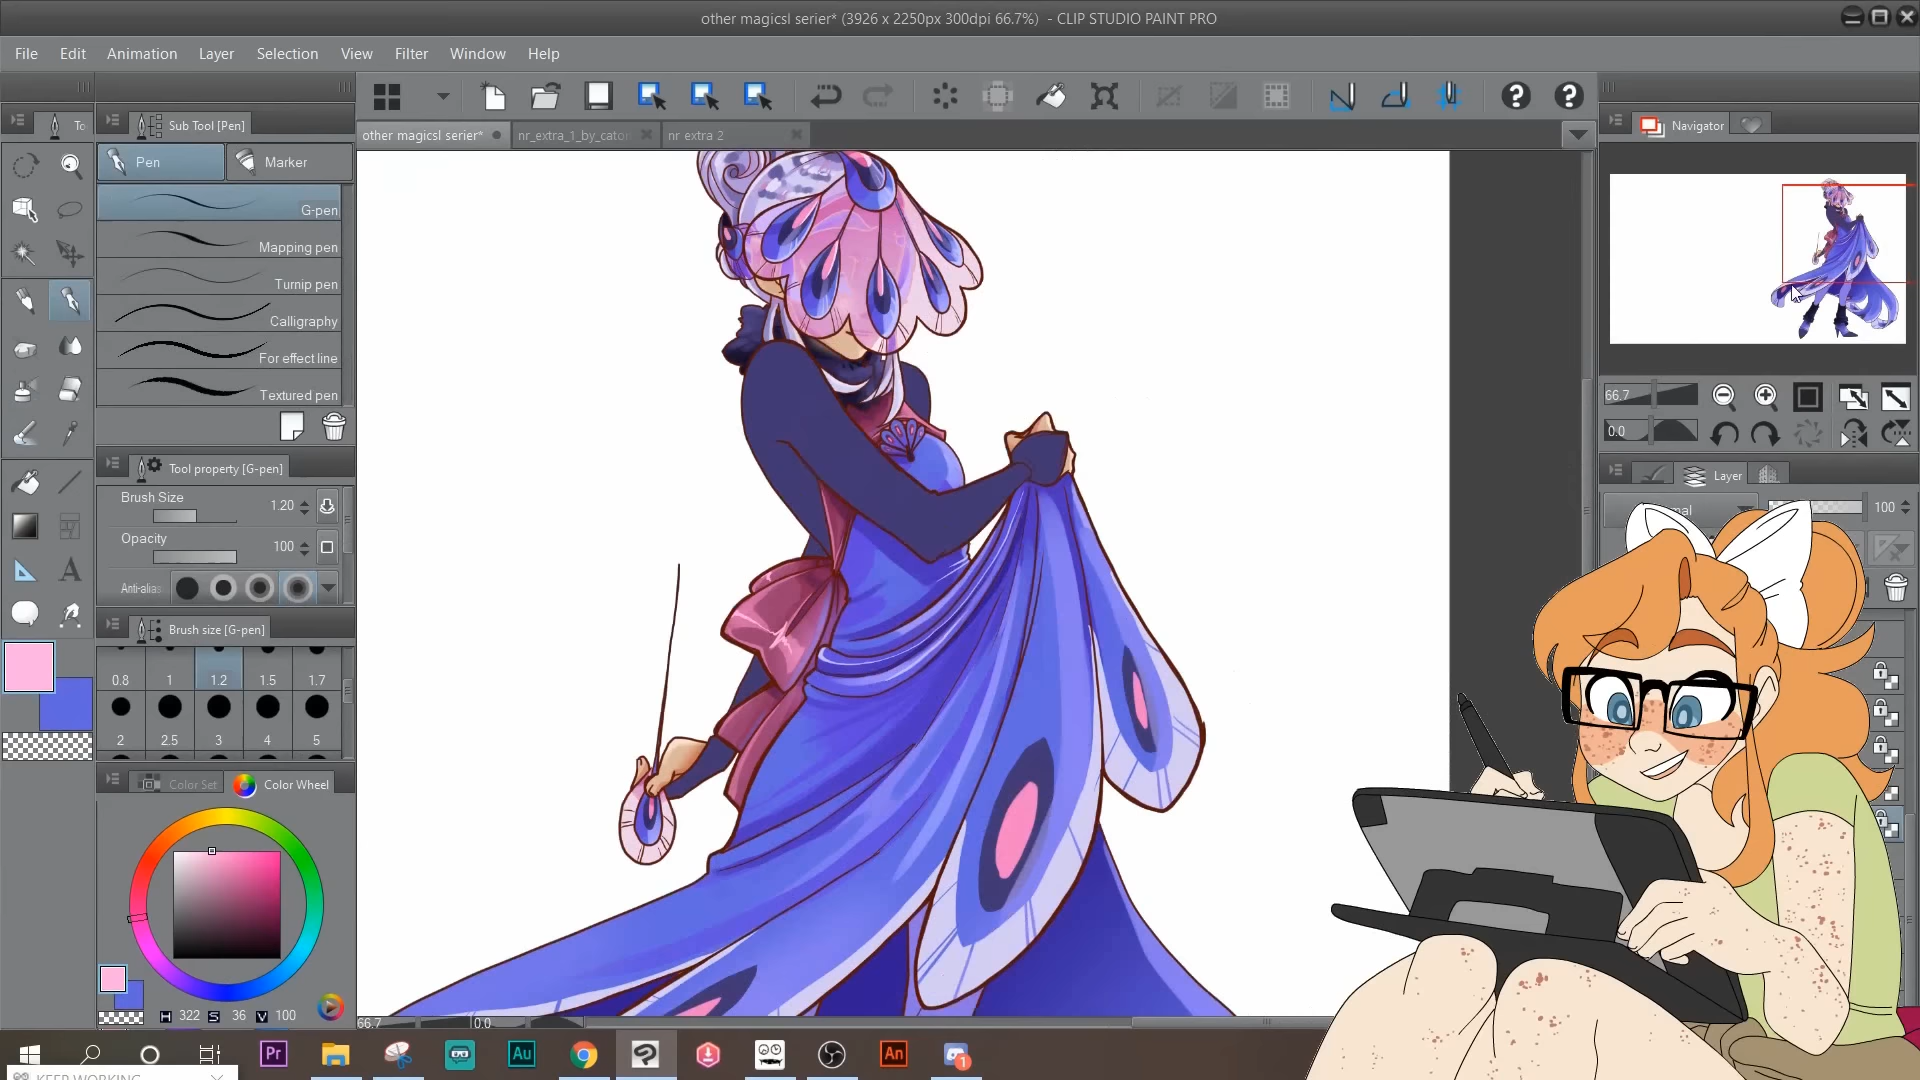 other magicsl serier* (3926 x 2250px 300dpi 66.7%)  - CLIP STUDIO PAINT PRO
File Edit Animation Layer Selection View Filter Window Help
To Sub Tool [Pen]
other magicsl serier* nr_extra_1_by_cator nr extra 2
Navigator
Pen Marker
G-pen
Mapping pen
Turnip pen
Calligraphy
For effect line
Textured pen
66.7
0.0
Tool property [G-pen]
Layer
Brush Size 1.20
100
Opacity 100
Anti-alias
Brush size [G-pen]
0.8 1 1.2 1.5 1.7
2 2.5 3 4 5
Color Set Color Wheel
H 322 S 36 V 100
66.7 0.0
Pr Au An 1
KEEP WORKING